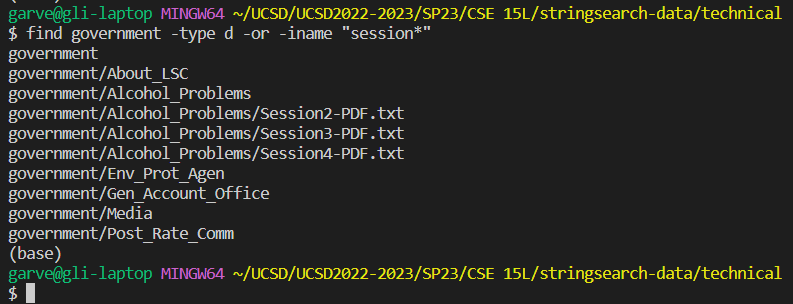 garve@gli-laptop MINGW64 ~/UCSD/UCSD2022-2023/SP23/CSE 15L/stringsearch-data/technical
$ find government -type d -or -iname "session*"
government
government/About_LSC
government/Alcohol_Problems
government/Alcohol_Problems/Session2-PDF.txt
government/Alcohol_Problems/Session3-PDF.txt
government/Alcohol_Problems/Session4-PDF.txt
government/Env_Prot_Agen
government/Gen_Account_Office
government/Media
government/Post_Rate_Comm
(base)
garve@gli-laptop MINGW64 ~/UCSD/UCSD2022-2023/SP23/CSE 15L/stringsearch-data/technical
$